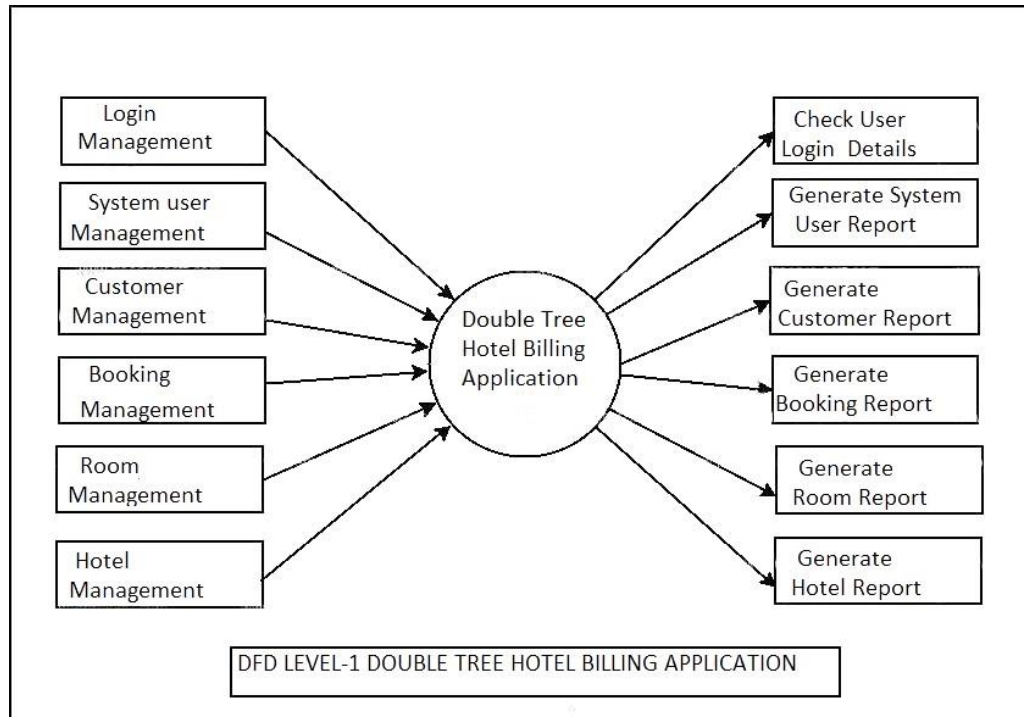 Login
Management
System user
Management
Customer
Management
Booking
Management
Room
Management
Hotel
Management
Double Tree
Hotel Billing
Application
Check User
Login Details
Generate System
User Report
Generate
Customer Report
Generate
Booking Report
Generate
Room Report
Generate
Hotel Report
DFD LEVEL-1 DOUBLE TREE HOTEL BILLING APPLICATION